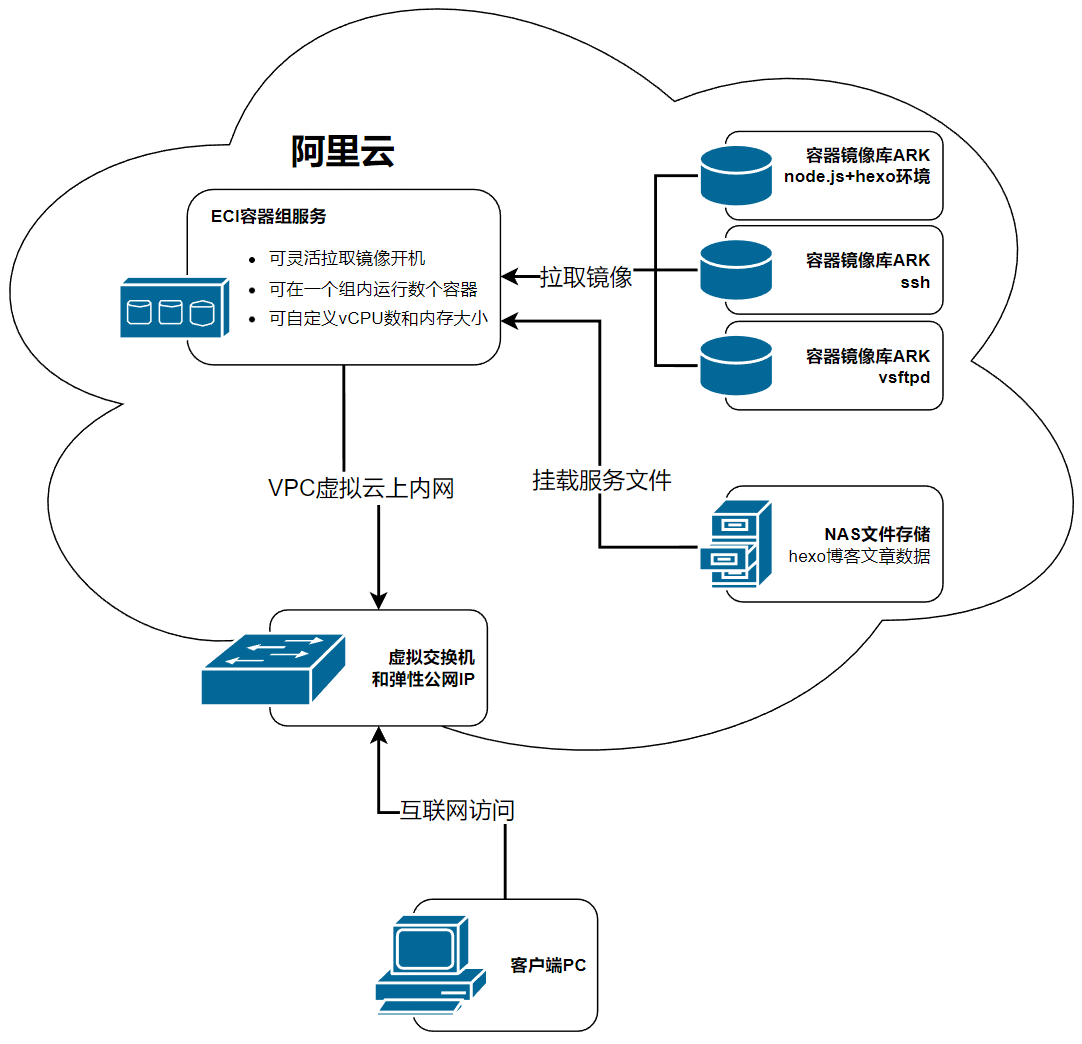 阿里云
ECI容器组服务
可灵活拉取镜像开机
可在一个组内运行数个容器
可自定义vCPU数和内存大小
拉取镜像
容器镜像库ARK
node.js+hexo环境
容器镜像库ARK
ssh
容器镜像库ARK
vsftpd
挂载服务文件
VPC虚拟云上内网
NAS文件存储
hexo博客文章数据
虚拟交换机
和弹性公网IP
互联网访问
客户端PC